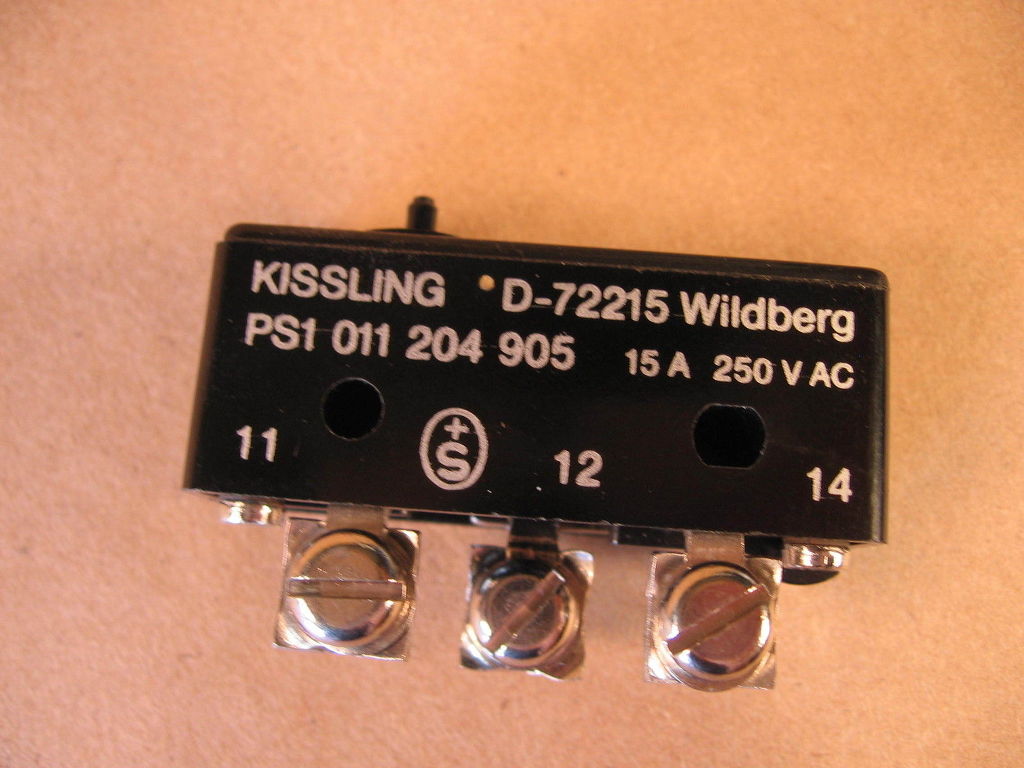 KISSLING D-72215 Wildberg
PS1 011 204 905 15 A 250 V AC
11 +S 12 14